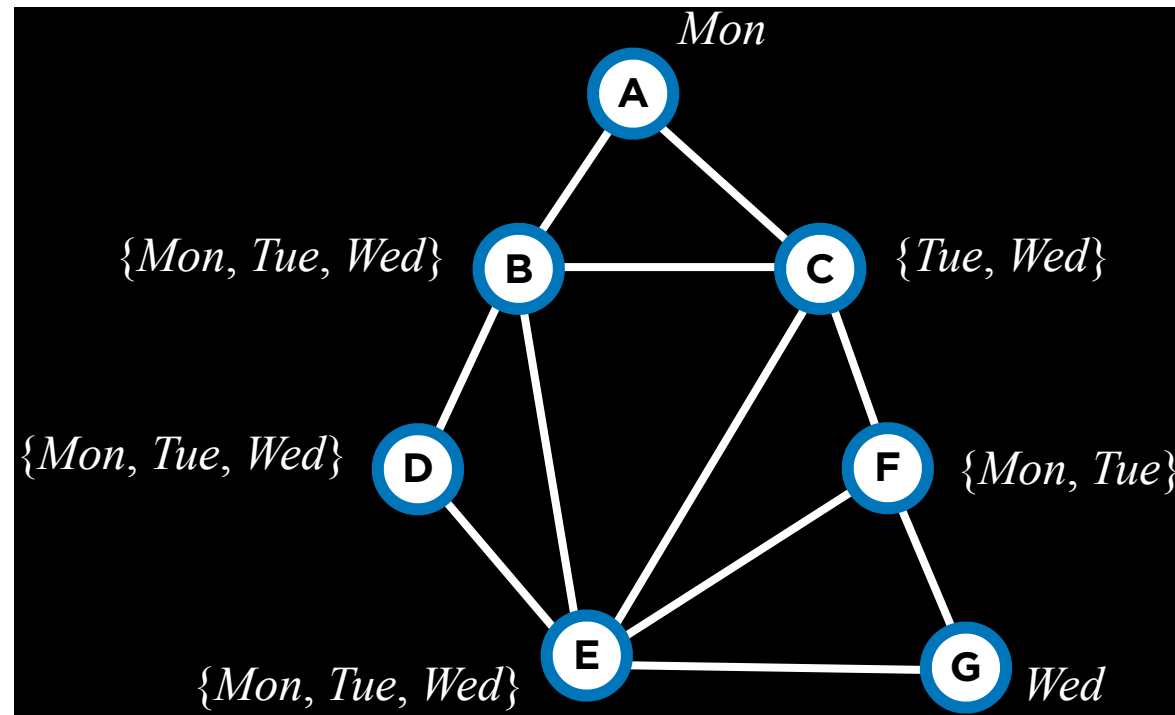 Mon
A
{Mon, Tue, Wed} B C {Tue, Wed}
{Mon, Tue, Wed} D F {Mon, Tue}
E G
{Mon, Tue, Wed} Wed